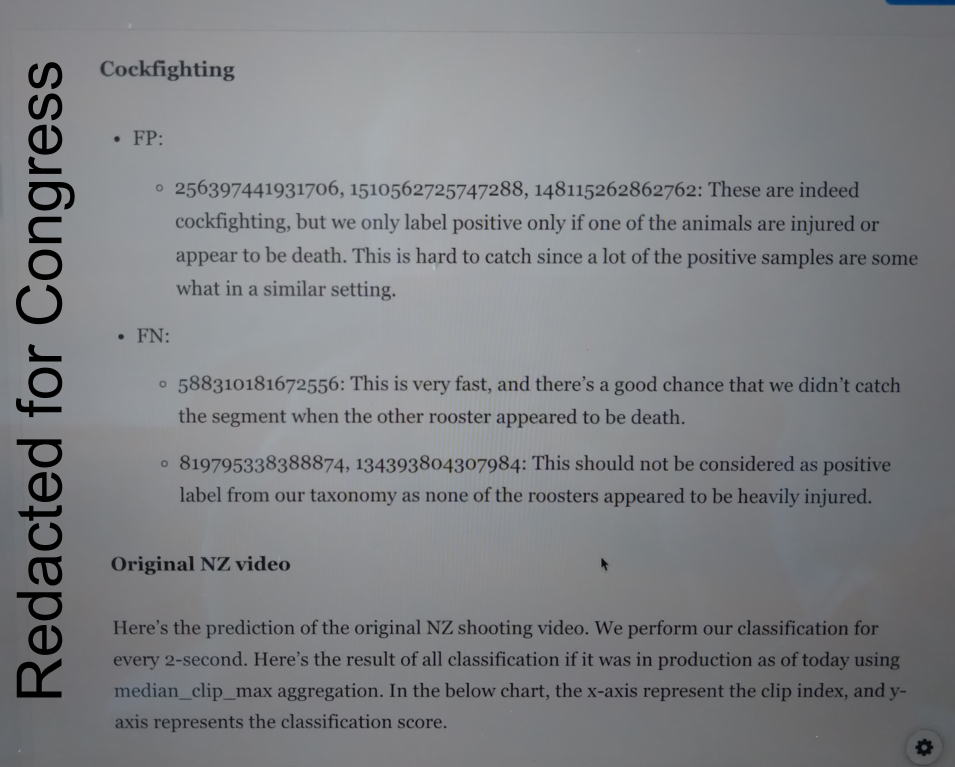 Redacted for Congress
Cockfighting
• FP:
◦ 256397441931706, 1510562725747288, 148115262862762: These are indeed
cockfighting, but we only label positive only if one of the animals are injured or
appear to be death. This is hard to catch since a lot of the positive samples are some
what in a similar setting.
• FN:
◦ 588310181672556: This is very fast, and there's a good chance that we didn't catch
the segment when the other rooster appeared to be death.
◦ 819795338388874, 134393804307984: This should not be considered as positive
label from our taxonomy as none of the roosters appeared to be heavily injured.
Original NZ video
Here's the prediction of the original NZ shooting video. We perform our classification for
every 2-second. Here's the result of all classification if it was in production as of today using
median_clip_max aggregation. In the below chart, the x-axis represent the clip index, and y-
axis represents the classification score.